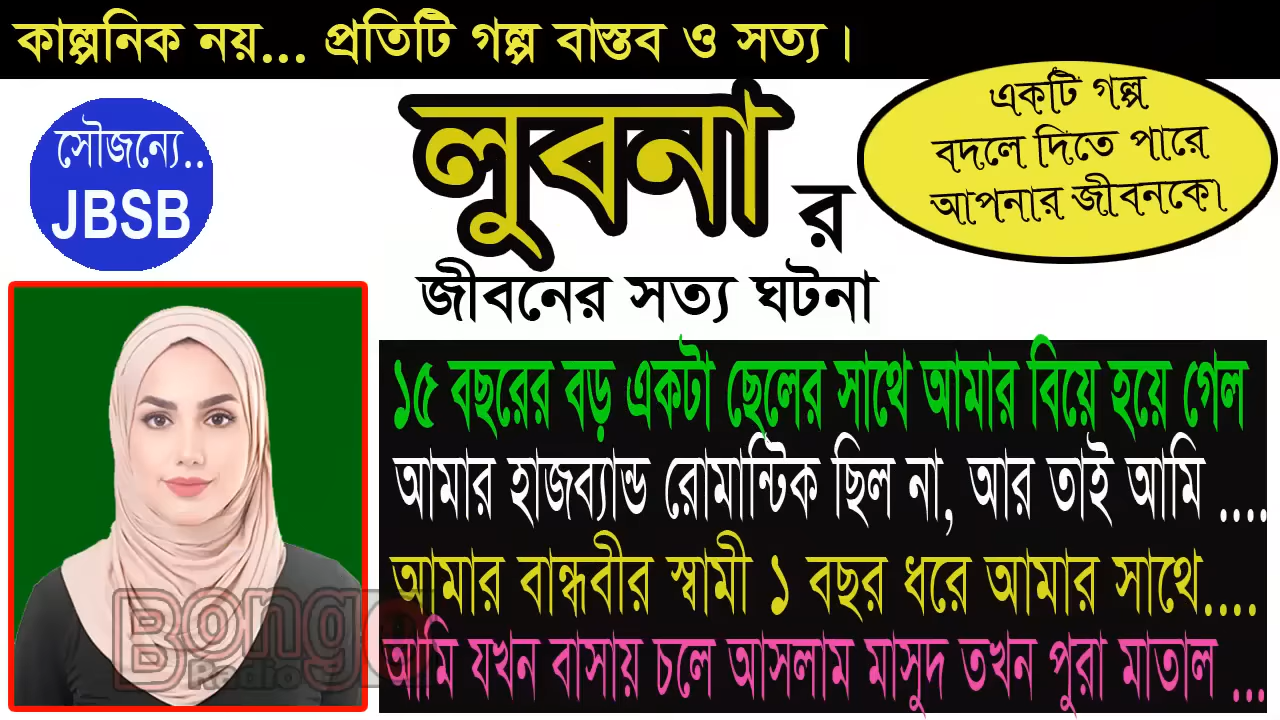 কাল্পনিক নয়... প্রতিটি গল্প বাস্তব ও সত্য।
সৌজন্যে..
JBSB
লুবনা র
জীবনের সত্য ঘটনা
একটি গল্প
বদলে দিতে পারে
আপনার জীবনকে।
১৫ বছরের বড় একটা ছেলের সাথে আমার বিয়ে হয়ে গেল
আমার হাজব্যান্ড রোমান্টিক ছিল না, আর তাই আমি ....
আমার বান্ধবীর স্বামী ১ বছর ধরে আমার সাথে....
আমি যখন বাসায় চলে আসলাম মাসুদ তখন পুরা মাতাল ...
Bongo
Radio